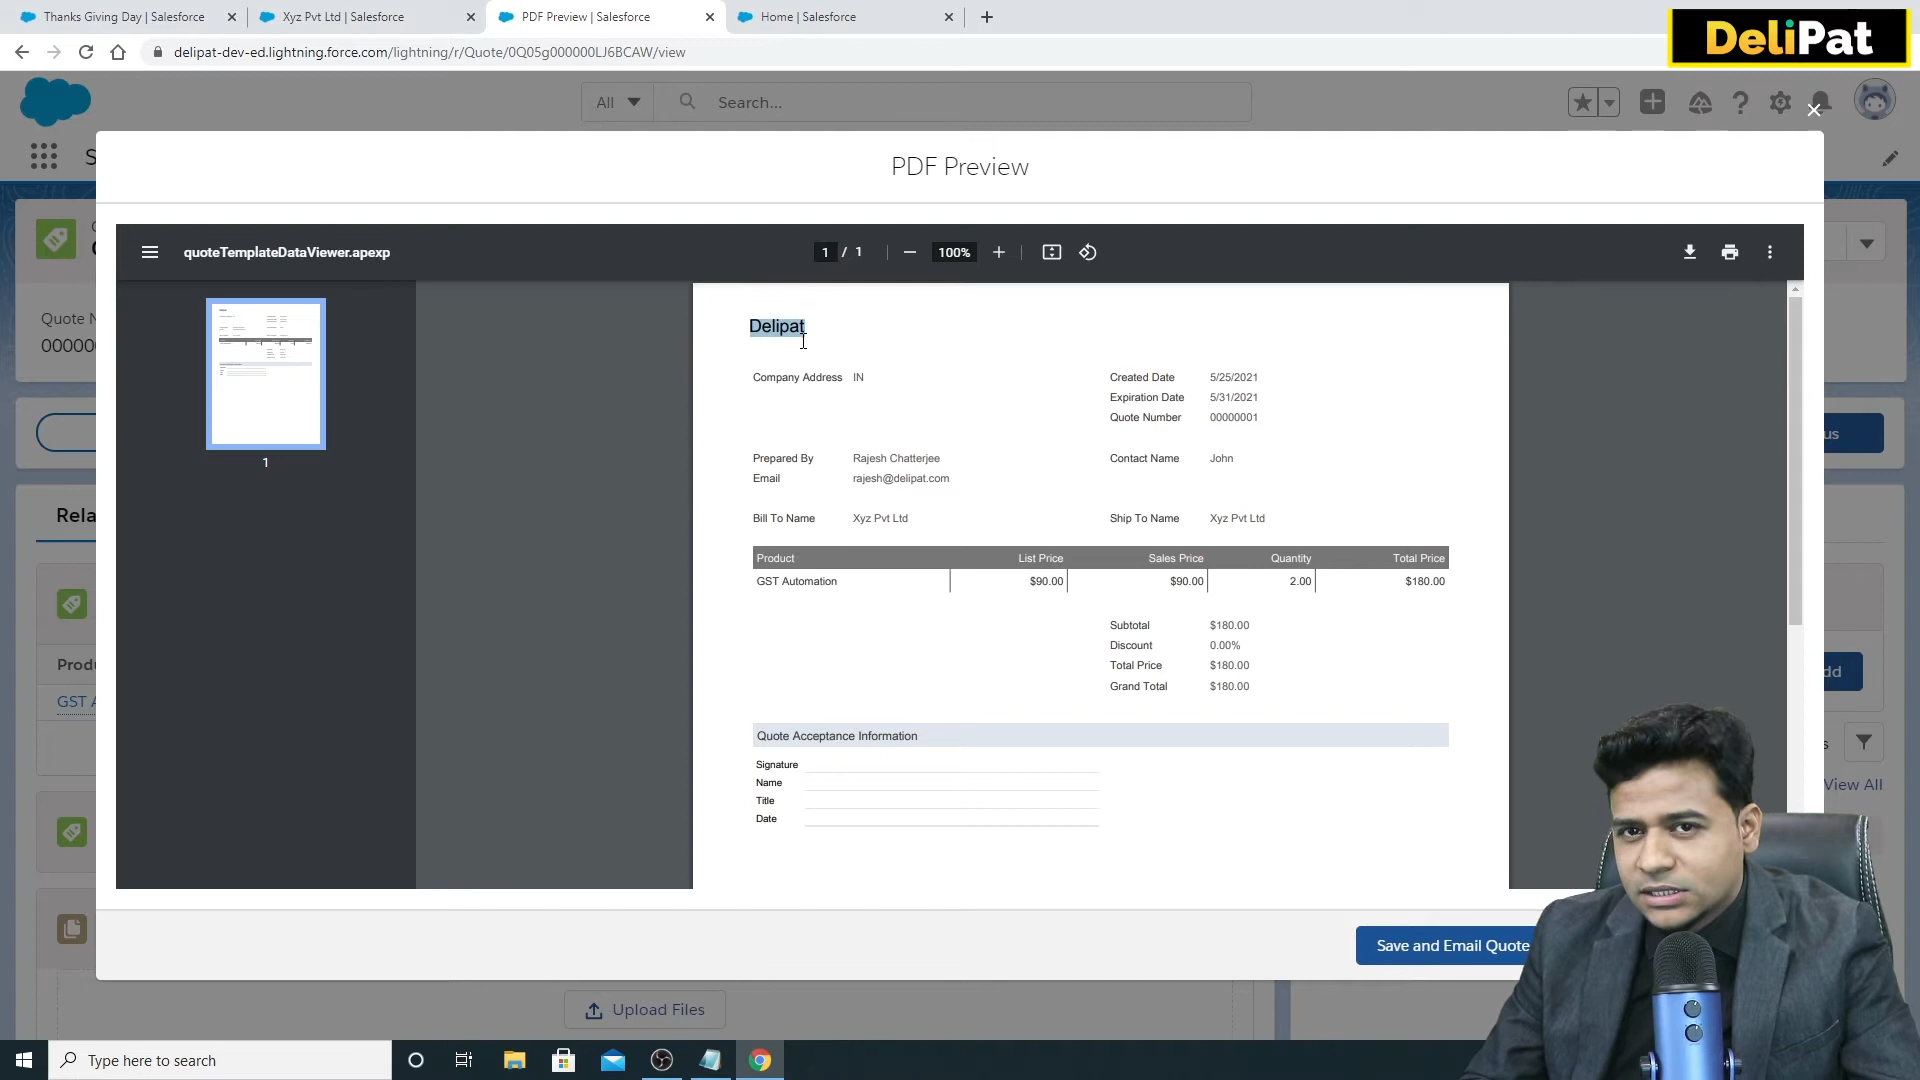 Thanks Giving Day | Salesforce
Xyz Pvt Ltd | Salesforce
PDF Preview | Salesforce
Home | Salesforce
delipat-dev-ed.lightning.force.com/lightning/r/Quote/0Q05g000000LJ6BCAW/view
DeliPat
All
Search...
S
PDF Preview
quoteTemplateDataViewer.apexp
1 / 1
100%
1
Delipat
Company Address IN
Created Date 5/25/2021
Expiration Date 5/31/2021
Quote Number 00000001
Prepared By Rajesh Chatterjee
Contact Name John
Email rajesh@delipat.com
Bill To Name Xyz Pvt Ltd
Ship To Name Xyz Pvt Ltd
Product List Price Sales Price Quantity Total Price
GST Automation $90.00 $90.00 2.00 $180.00
Subtotal $180.00
Discount 0.00%
Total Price $180.00
Grand Total $180.00
Quote Acceptance Information
Signature
Name
Title
Date
Quote N
00000
us
Rela
Produ
GST A
dd
s
View All
Save and Email Quote
Upload Files
Type here to search